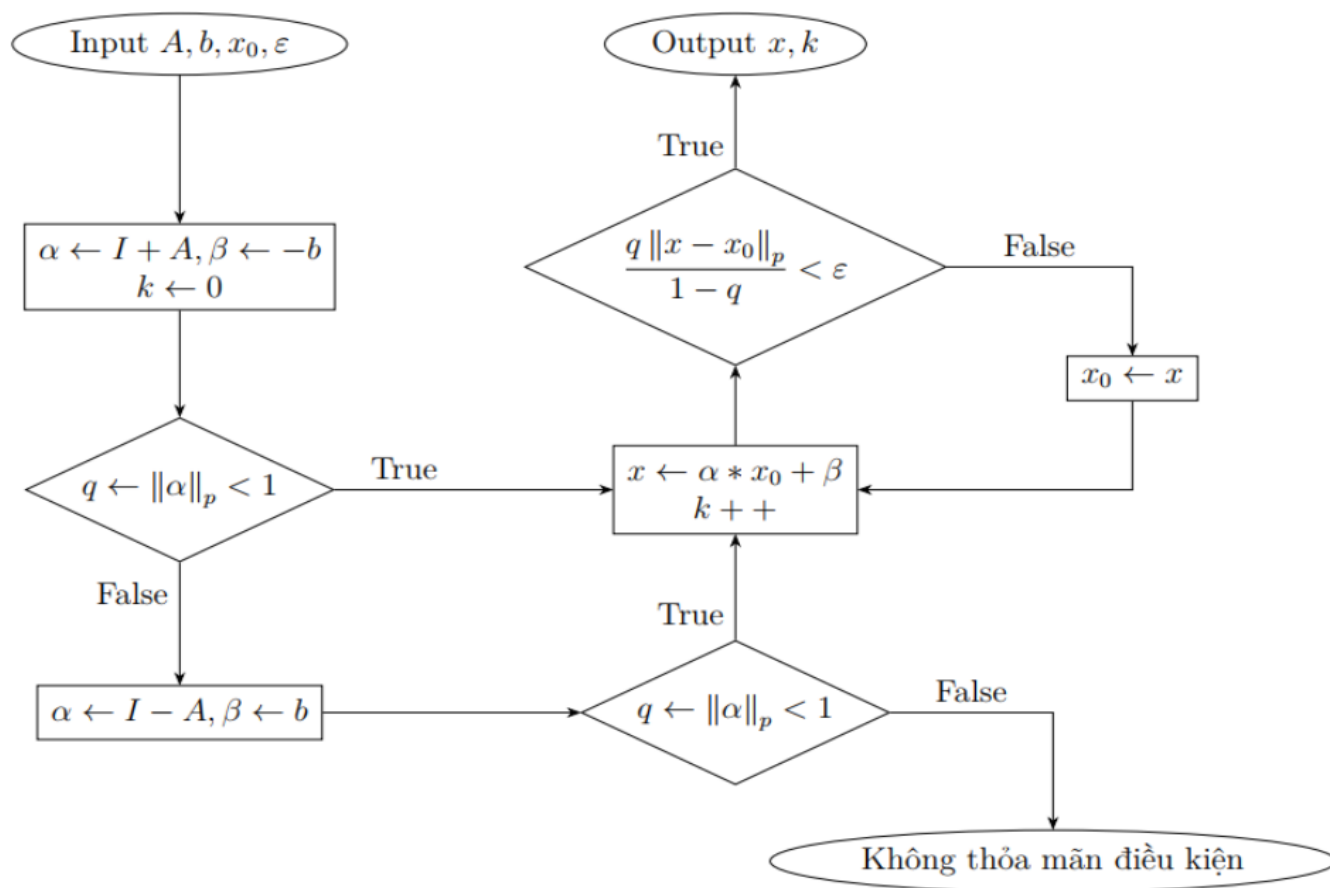 Input A, b, x₀, ε
Output x, k
True
α ← I + A, β ← −b
k ← 0
q ‖x − x₀‖ₚ / 1 − q < ε
False
x₀ ← x
q ← ‖α‖ₚ < 1
True
x ← α ∗ x₀ + β
k + +
False
True
α ← I − A, β ← b
q ← ‖α‖ₚ < 1
False
Không thỏa mãn điều kiện